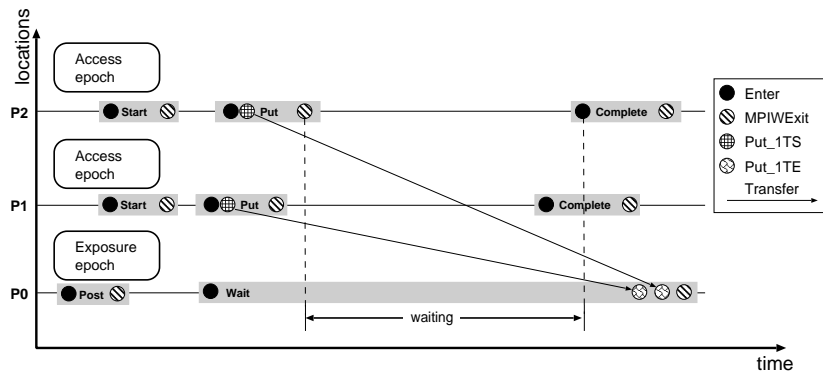 locations
Access
epoch
P2
Start
Put
Complete
Access
epoch
P1
Start
Put
Complete
Exposure
epoch
P0
Post
Wait
waiting
time
Enter
MPIWExit
Put_1TS
Put_1TE
Transfer